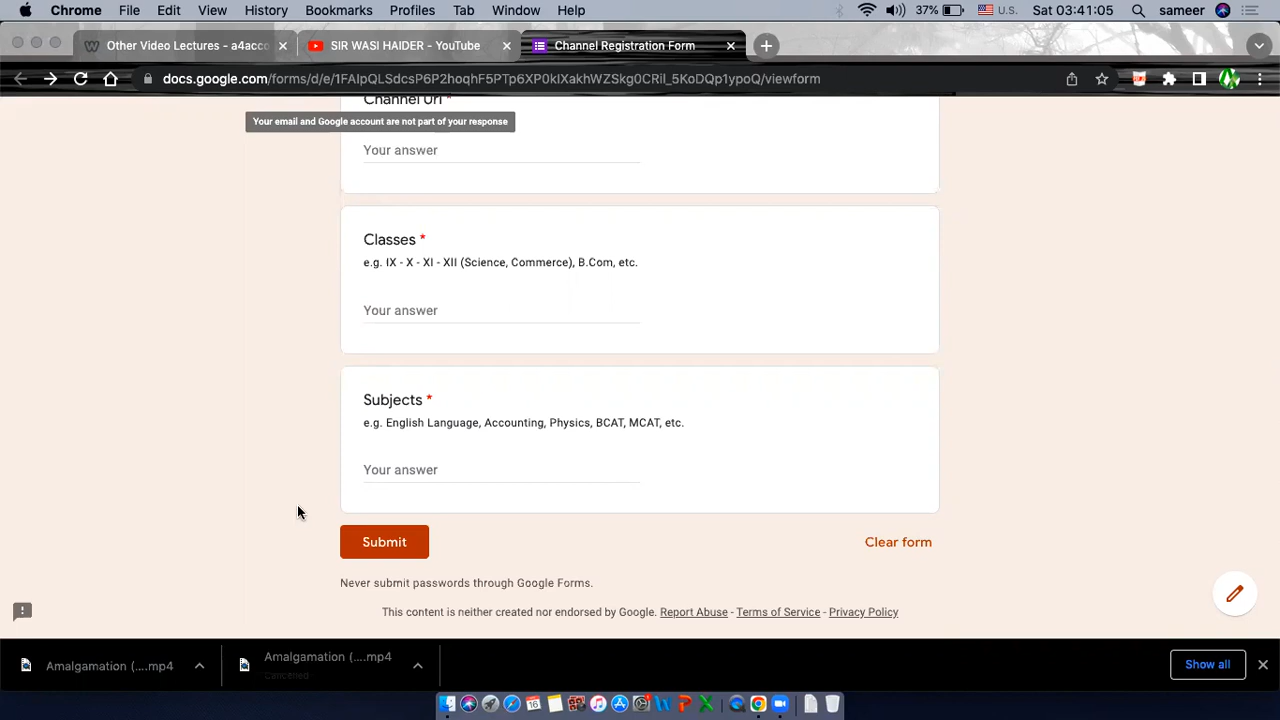 Chrome File Edit View History Bookmarks Profiles Tab Window Help 37% U.S. Sat 03:41:05 sameer
Other Video Lectures - a4acco SIR WASI HAIDER - YouTube Channel Registration Form
docs.google.com/forms/d/e/1FAIpQLSdcsP6P2hoqhF5PTp6XP0kIXakhWZSkg0CRil_5KoDQp1ypoQ/viewform
Channel Url *
Your email and Google account are not part of your response
Your answer
Classes *
e.g. IX - X - XI - XII (Science, Commerce), B.Com, etc.
Your answer
Subjects *
e.g. English Language, Accounting, Physics, BCAT, MCAT, etc.
Your answer
Submit Clear form
Never submit passwords through Google Forms.
This content is neither created nor endorsed by Google. Report Abuse - Terms of Service - Privacy Policy
Amalgamation (....mp4 Amalgamation (....mp4 Show all
Cancelled
16